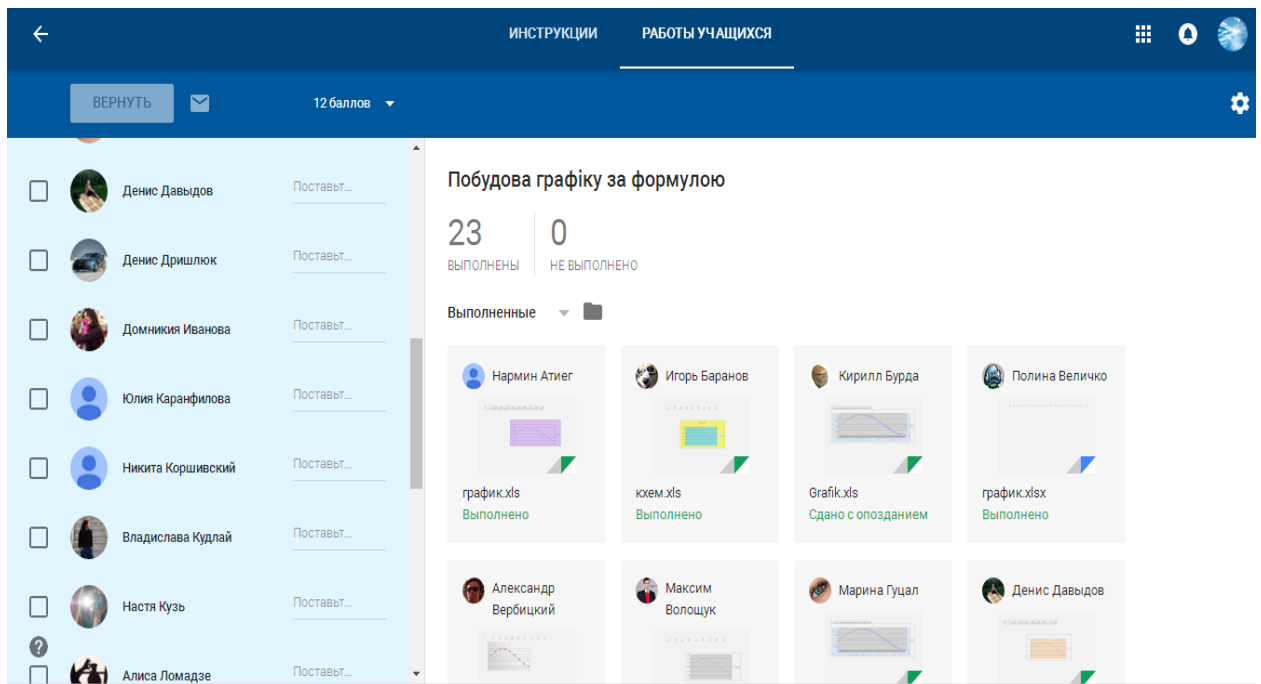 ИНСТРУКЦИИ РАБОТЫ УЧАЩИХСЯ
ВЕРНУТЬ 12 баллов
Денис Давыдов Поставьт...
Денис Дришлюк Поставьт...
Домникия Иванова Поставьт...
Юлия Каранфилова Поставьт...
Никита Коршивский Поставьт...
Владислава Кудлай Поставьт...
Настя Кузь Поставьт...
?
Алиса Ломадзе Поставьт...
Побудова графіку за формулою
23 0
ВЫПОЛНЕНЫ НЕ ВЫПОЛНЕНО
Выполненные
Нармин Атиег Игорь Баранов Кирилл Бурда Полина Величко
график.xls кхем.xls Grafik.xls график.xlsx
Выполнено Выполнено Сдано с опозданием Выполнено
Александр Вербицкий
Максим Волощук
Марина Гуцал Денис Давыдов